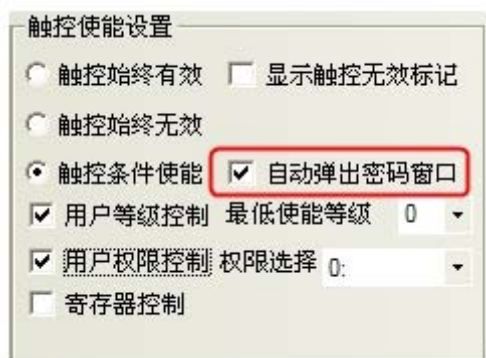 触控使能设置
触控始终有效 显示触控无效标记
触控始终无效
触控条件使能 自动弹出密码窗口
用户等级控制 最低使能等级 0
用户权限控制 权限选择 0:
寄存器控制